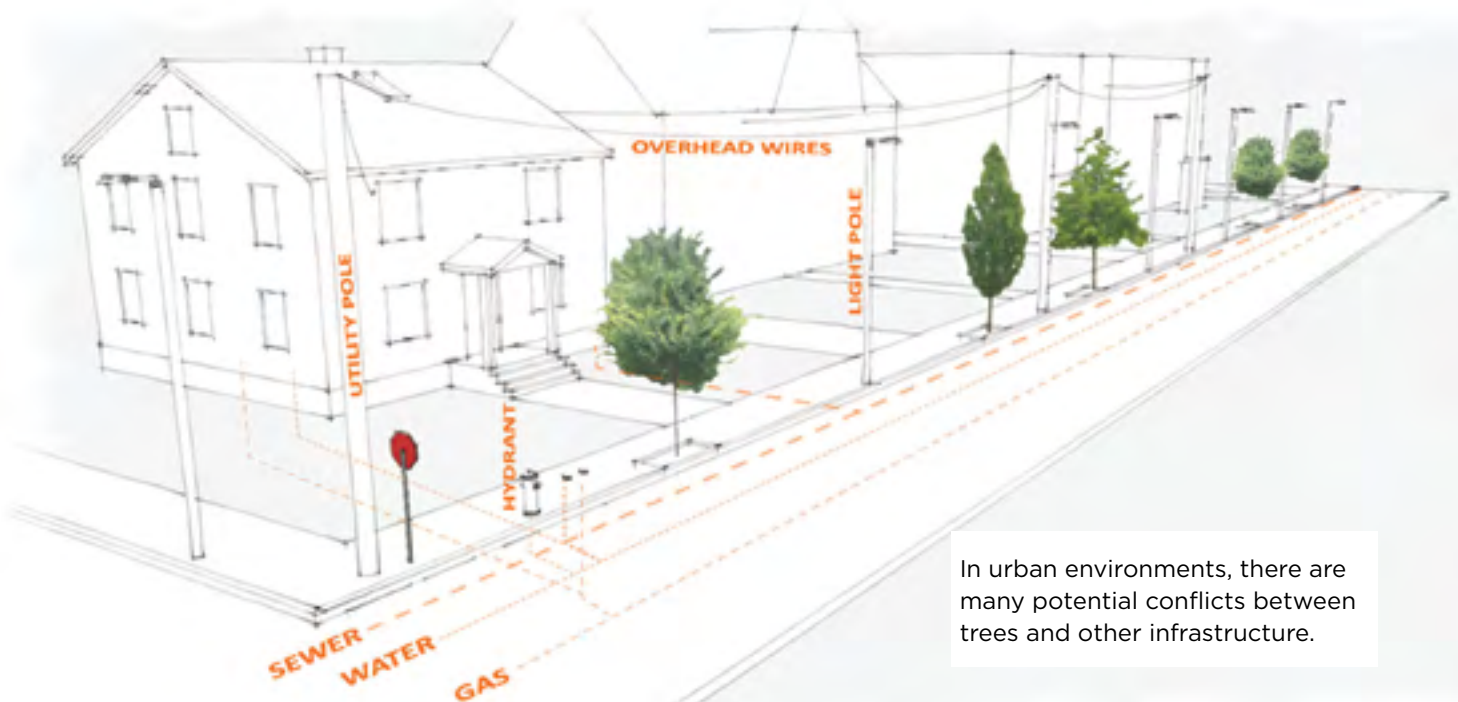 OVERHEAD WIRES
UTILITY POLE
LIGHT POLE
HYDRANT
SEWER
WATER
GAS
In urban environments, there are
many potential conflicts between
trees and other infrastructure.